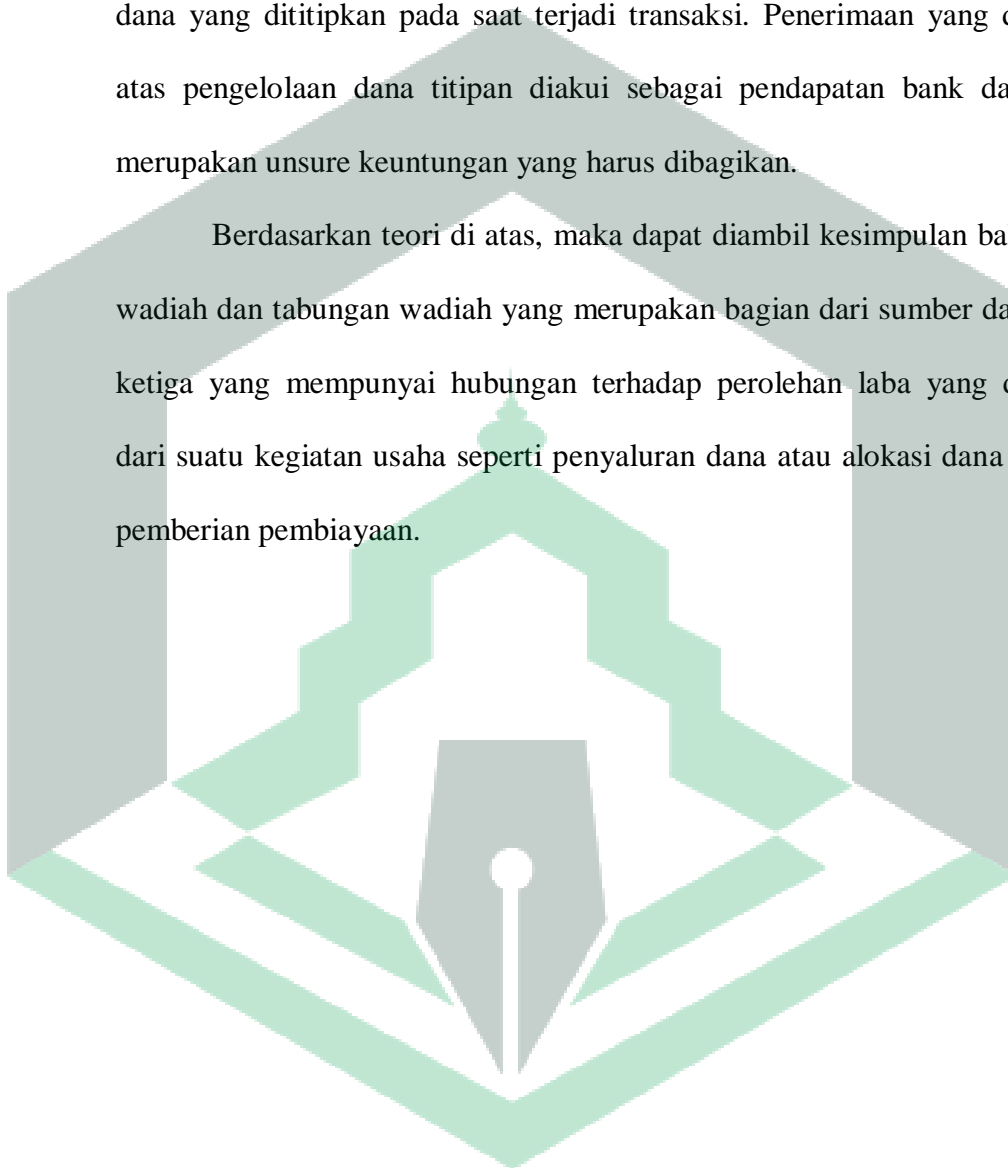 dana yang dititipkan pada saat terjadi transaksi. Penerimaan yang
atas pengelolaan dana titipan diakui sebagai pendapatan bank
merupakan unsure keuntungan yang harus dibagikan.
Berdasarkan teori di atas, maka dapat diambil kesimpulan
wadiah dan tabungan wadiah yang merupakan bagian dari sumber
ketiga yang mempunyai hubungan terhadap perolehan laba yang
dari suatu kegiatan usaha seperti penyaluran dana atau alokasi dana
pemberian pembiayaan.